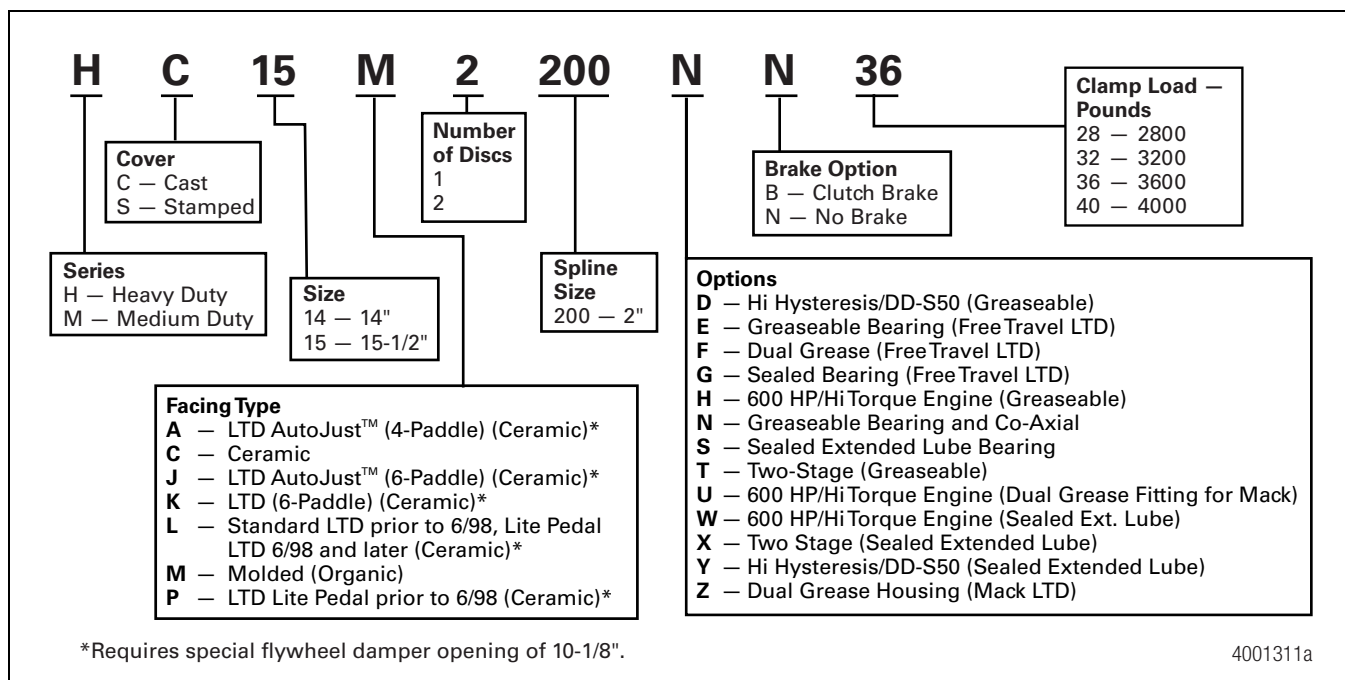 H C 15 M 2 200 N N 36
Cover
C — Cast
S — Stamped
Number
of Discs
1
2
Brake Option
B — Clutch Brake
N — No Brake
Clamp Load —
Pounds
28 — 2800
32 — 3200
36 — 3600
40 — 4000
Series
H — Heavy Duty
M — Medium Duty
Size
14 — 14"
15 — 15-1/2"
Spline
Size
200 — 2"
Options
D — Hi Hysteresis/DD-S50 (Greaseable)
E — Greaseable Bearing (Free Travel LTD)
F — Dual Grease (Free Travel LTD)
G — Sealed Bearing (Free Travel LTD)
H — 600 HP/Hi Torque Engine (Greaseable)
N — Greaseable Bearing and Co-Axial
S — Sealed Extended Lube Bearing
T — Two-Stage (Greaseable)
U — 600 HP/Hi Torque Engine (Dual Grease Fitting for Mack)
W — 600 HP/Hi Torque Engine (Sealed Ext. Lube)
X — Two Stage (Sealed Extended Lube)
Y — Hi Hysteresis/DD-S50 (Sealed Extended Lube)
Z — Dual Grease Housing (Mack LTD)
Facing Type
A — LTD AutoJust™ (4-Paddle) (Ceramic)*
C — Ceramic
J — LTD AutoJust™ (6-Paddle) (Ceramic)*
K — LTD (6-Paddle) (Ceramic)*
L — Standard LTD prior to 6/98, Lite Pedal
LTD 6/98 and later (Ceramic)*
M — Molded (Organic)
P — LTD Lite Pedal prior to 6/98 (Ceramic)*
*Requires special flywheel damper opening of 10-1/8".
4001311a